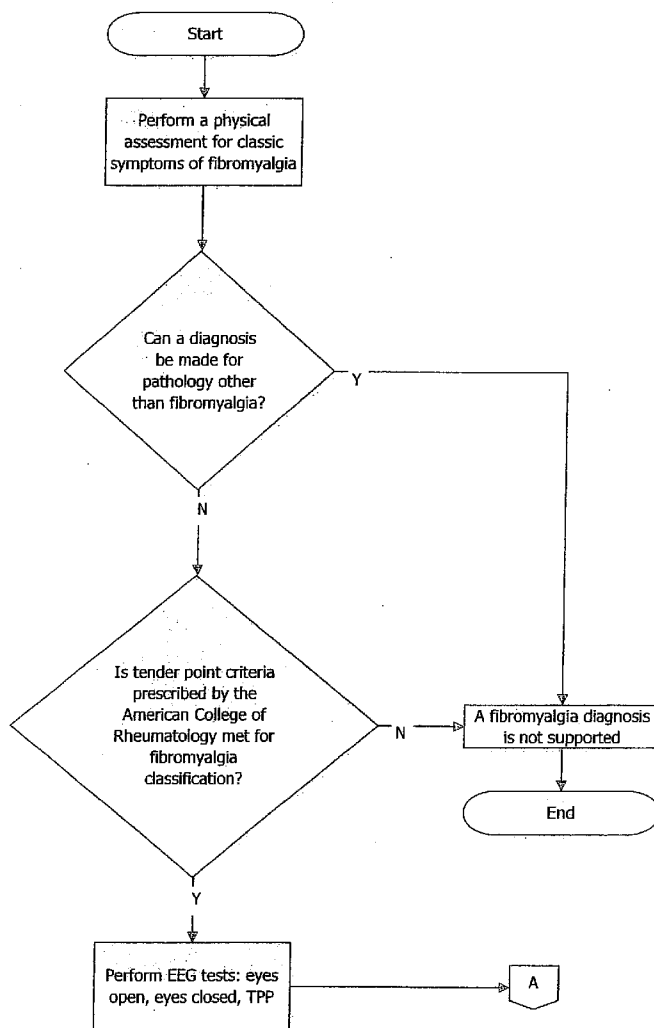 Start
Perform a physical
assessment for classic
symptoms of fibromyalgia
Can a diagnosis
be made for
pathology other
than fibromyalgia?
Y
N
Is tender point criteria
prescribed by the
American College of
Rheumatology met for
fibromyalgia
classification?
N
A fibromyalgia diagnosis
is not supported
End
Y
Perform EEG tests: eyes
open, eyes closed, TPP
A